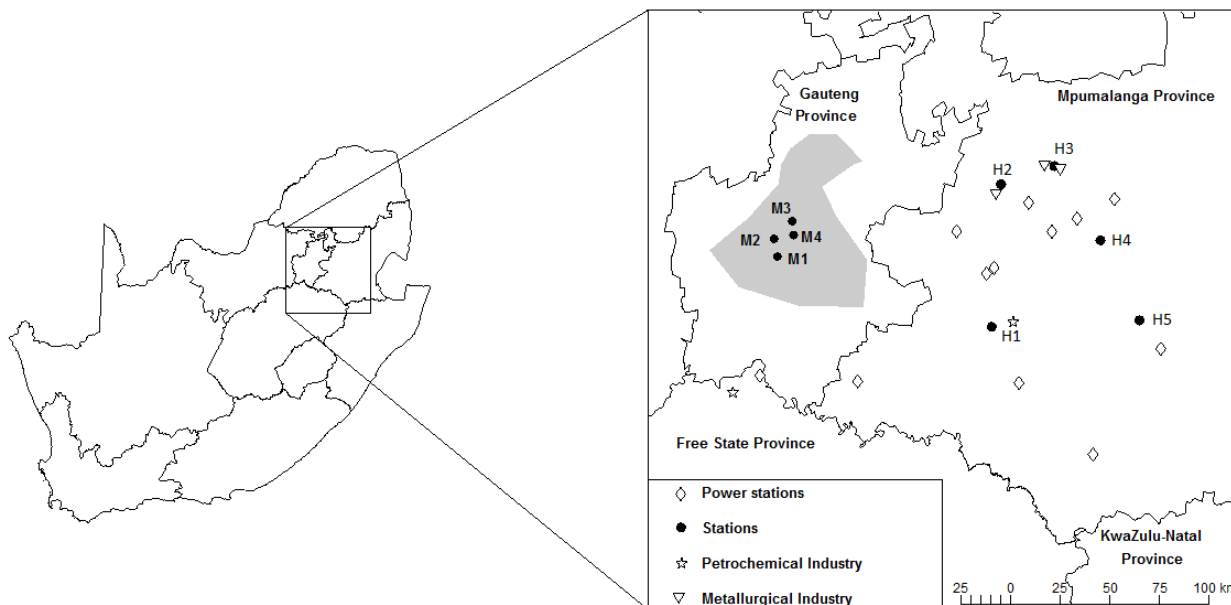 Gauteng
Province
Mpumalanga Province
H3
H2
M3
M4
M2
M1
H4
H5
H1
Free State Province
Power stations
Stations
Petrochemical Industry
Metallurgical Industry
KwaZulu-Natal
Province
25 0 25 50 75 100 km